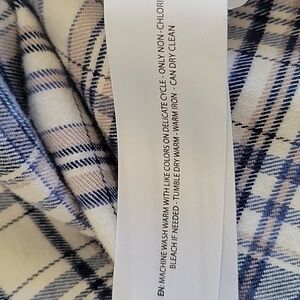 EN: MACHINE WASH WARM WITH LIKE COLORS ON DELICATE CYCLE - ONLY NON - CHLORI
BLEACH IF NEEDED - TUMBLE DRY WARM - WARM IRON - CAN DRY CLEAN